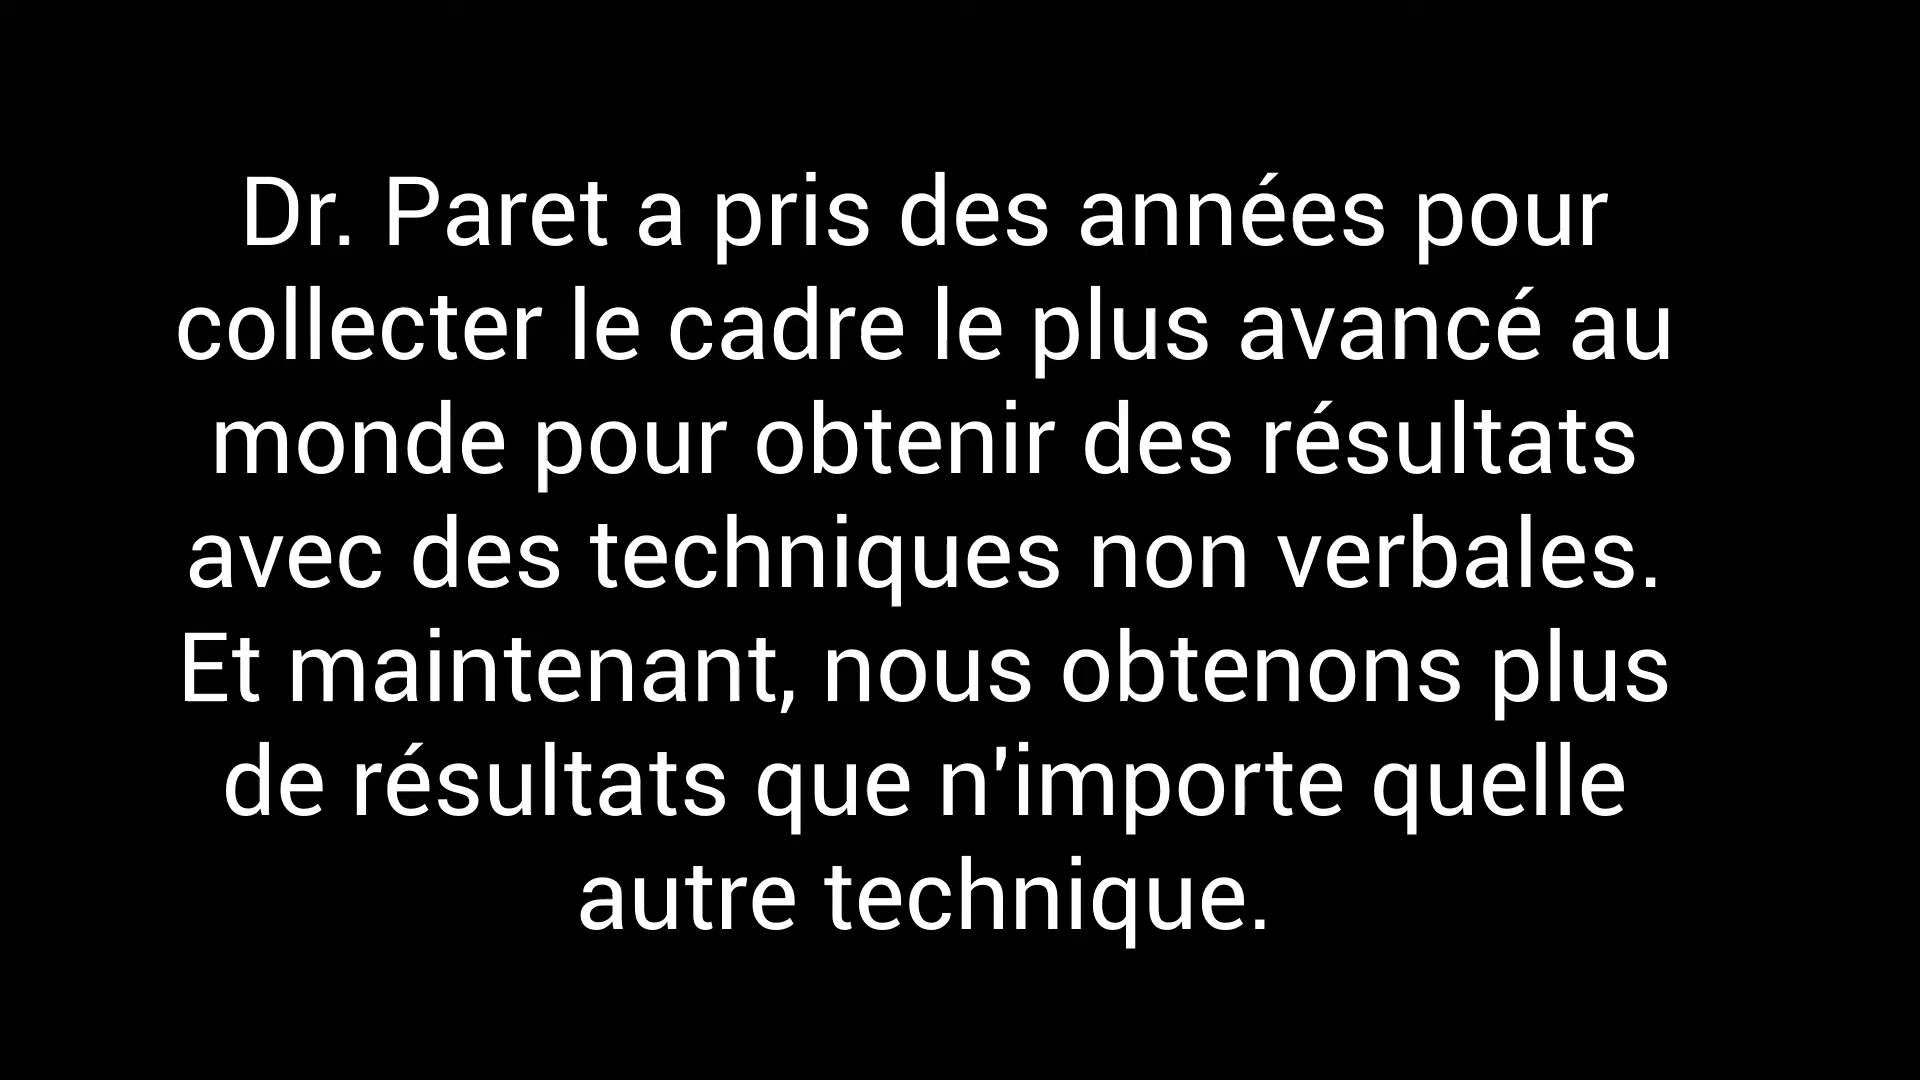 Dr. Paret a pris des années pour
collecter le cadre le plus avancé au
monde pour obtenir des résultats
avec des techniques non verbales.
Et maintenant, nous obtenons plus
de résultats que n'importe quelle
autre technique.